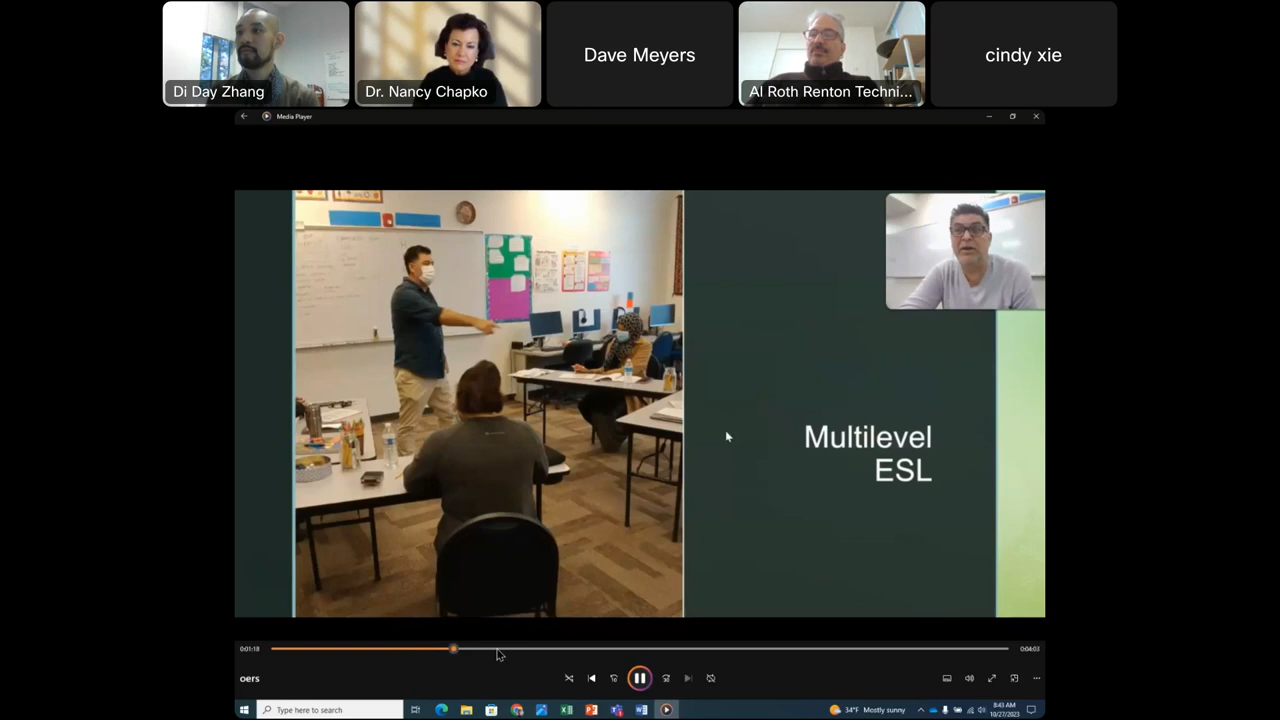 Di Day Zhang
Dr. Nancy Chapko
Dave Meyers
Al Roth Renton Techni...
cindy xie
Media Player
Multilevel
ESL
0:01:18
0:04:03
oers
Type here to search
34°F Mostly sunny
8:43 AM
10/27/2023